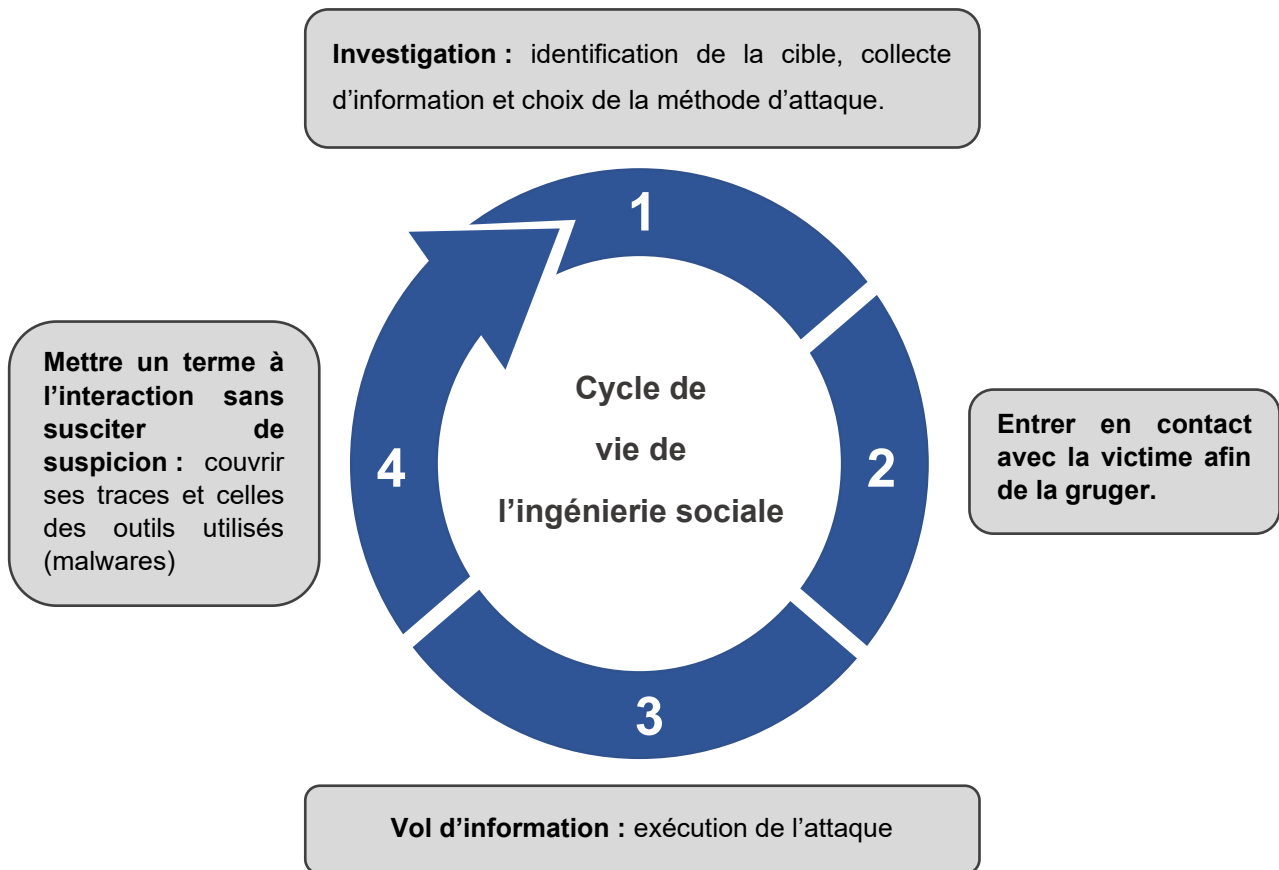 Investigation : identification de la cible, collecte
d’information et choix de la méthode d’attaque.
1
Cycle de
vie de
l’ingénierie sociale
2
Entrer en contact
avec la victime afin
de la gruger.
3
Vol d’information : exécution de l’attaque
4
Mettre un terme à
l’interaction sans
susciter de
suspicion : couvrir
ses traces et celles
des outils utilisés
(malwares)